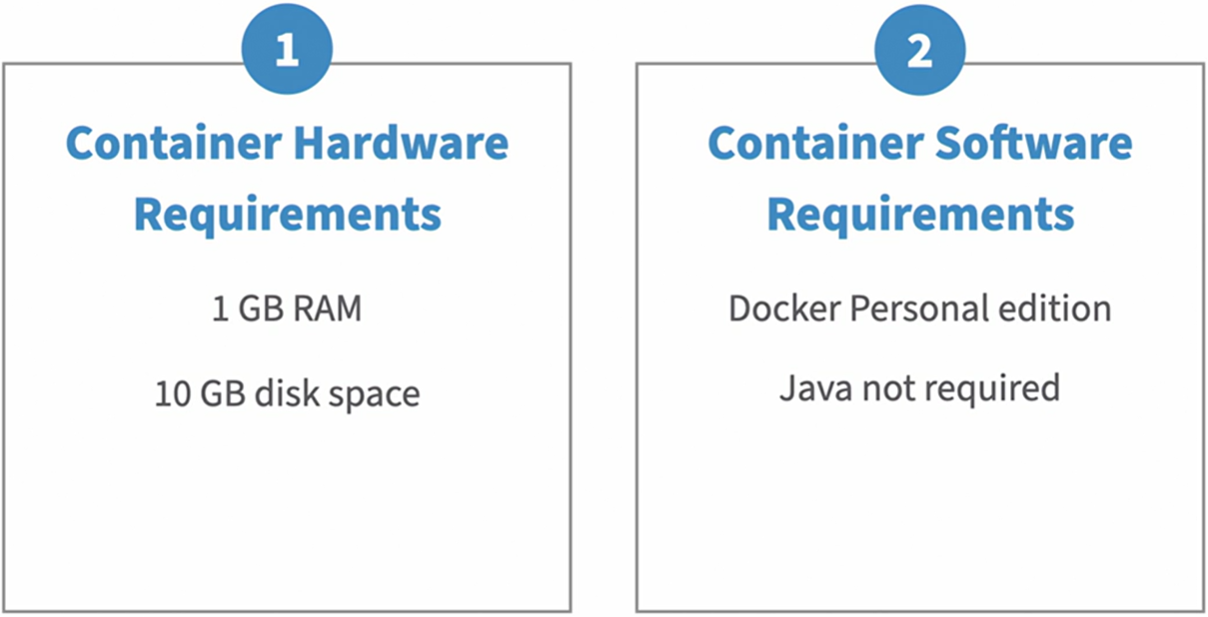 1
Container Hardware
Requirements
1 GB RAM
10 GB disk space
2
Container Software
Requirements
Docker Personal edition
Java not required